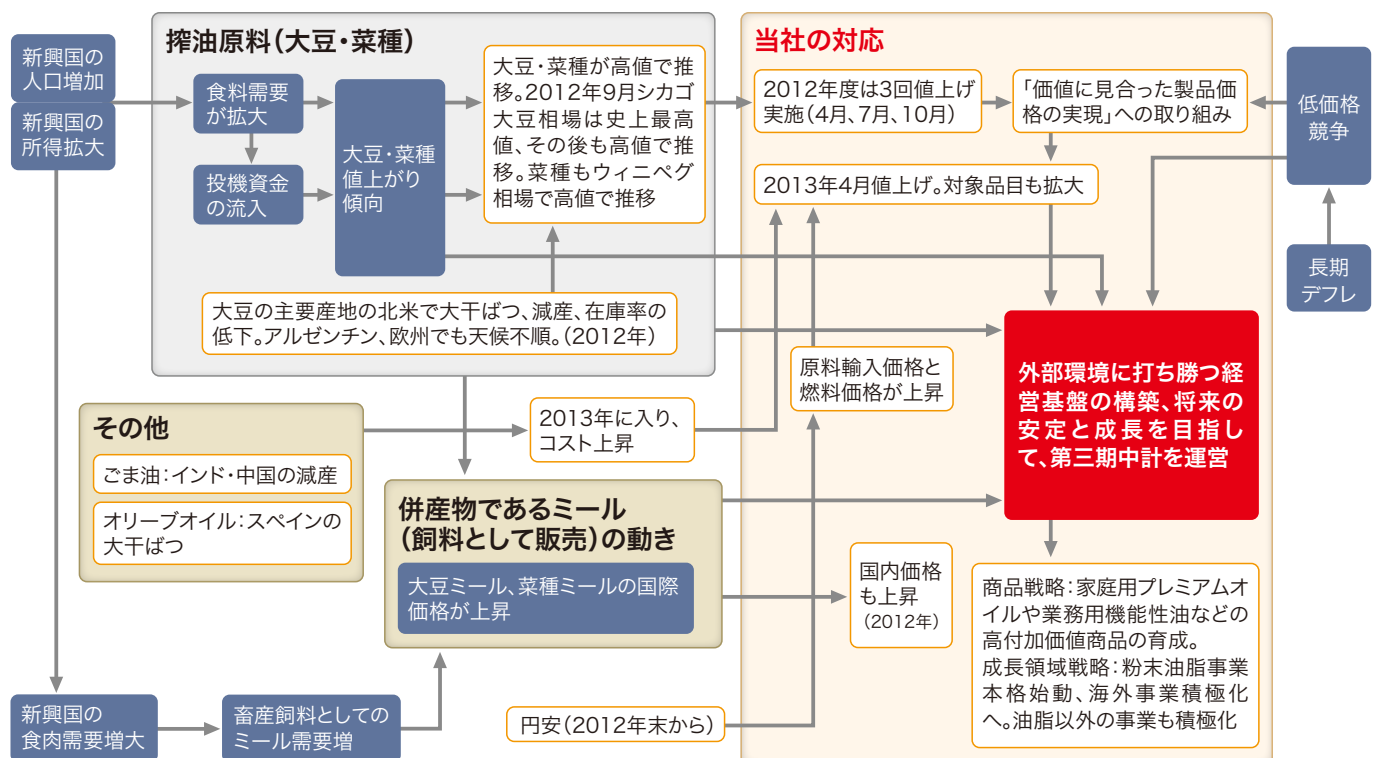 新興国の
人口増加
新興国の
所得拡大
搾油原料（大豆・菜種）
食料需要
が拡大
投機資金
の流入
大豆・菜種
値上がり
傾向
大豆・菜種が高値で推
移。2012年9月シカゴ
大豆相場は史上最高
値、その後も高値で推
移。菜種もウィニペグ
相場で高値で推移
大豆の主要産地の北米で大干ばつ、減産、在庫率の
低下。アルゼンチン、欧州でも天候不順。（2012年）
当社の対応
2012年度は3回値上げ
実施（4月、7月、10月）
「価値に見合った製品価
格の実現」への取り組み
2013年4月値上げ。対象品目も拡大
低価格
競争
長期
デフレ
原料輸入価格と
燃料価格が上昇
外部環境に打ち勝つ経
営基盤の構築、将来の
安定と成長を目指し
て、第三期中計を運営
その他
ごま油：インド・中国の減産
オリーブオイル：スペインの
大干ばつ
2013年に入り、
コスト上昇
併産物であるミール
（飼料として販売）の動き
大豆ミール、菜種ミールの国際
価格が上昇
国内価格
も上昇
（2012年）
商品戦略：家庭用プレミアムオ
イルや業務用機能性油などの
高付加価値商品の育成。
成長領域戦略：粉末油脂事業
本格始動、海外事業積極化
へ。油脂以外の事業も積極化
新興国の
食肉需要増大
畜産飼料としての
ミール需要増
円安（2012年末から）